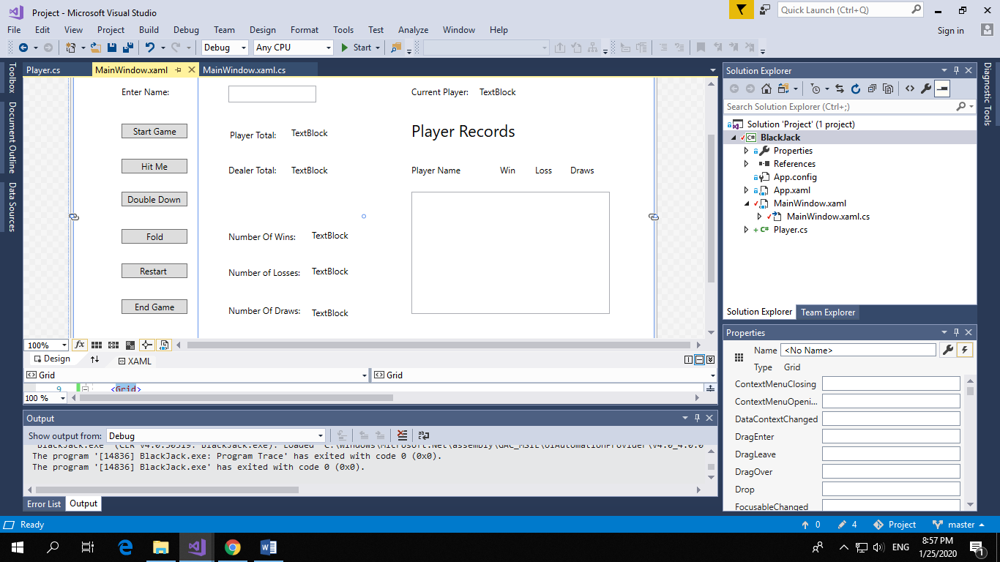 Project - Microsoft Visual Studio
Quick Launch (Ctrl+Q)
File Edit View Project Build Debug Team Design Format Tools Test Analyze Window Help
Sign in
Debug Any CPU Start
Toolbox
Document Outline
Data Sources
Player.cs MainWindow.xaml MainWindow.xaml.cs
Enter Name: Current Player: TextBlock
Start Game Player Total: TextBlock Player Records
Hit Me Dealer Total: TextBlock Player Name Win Loss Draws
Double Down
Fold Number Of Wins: TextBlock
Restart Number of Losses: TextBlock
End Game Number Of Draws: TextBlock
100%
Design XAML
Grid Grid
9 <Grid>
100 %
Output
Show output from: Debug
'BlackJack.exe' (CLR v4.0.30319: BlackJack.exe): Loaded 'C:\Windows\Microsoft.Net\assembly\GAC_MSIL\UIAutomationProvider\v4.0_4.0.0
The program '[14836] BlackJack.exe: Program Trace' has exited with code 0 (0x0).
The program '[14836] BlackJack.exe' has exited with code 0 (0x0).
Error List Output
Solution Explorer
Search Solution Explorer (Ctrl+;)
Solution 'Project' (1 project)
C# BlackJack
Properties
References
App.config
App.xaml
MainWindow.xaml
MainWindow.xaml.cs
C# Player.cs
Solution Explorer Team Explorer
Properties
Name <No Name>
Type Grid
ContextMenuClosing
ContextMenuOpeni...
DataContextChanged
DragEnter
DragLeave
DragOver
Drop
FocusableChanged
Diagnostic Tools
Ready 0 4 Project master
ENG 8:57 PM
1/25/2020
1